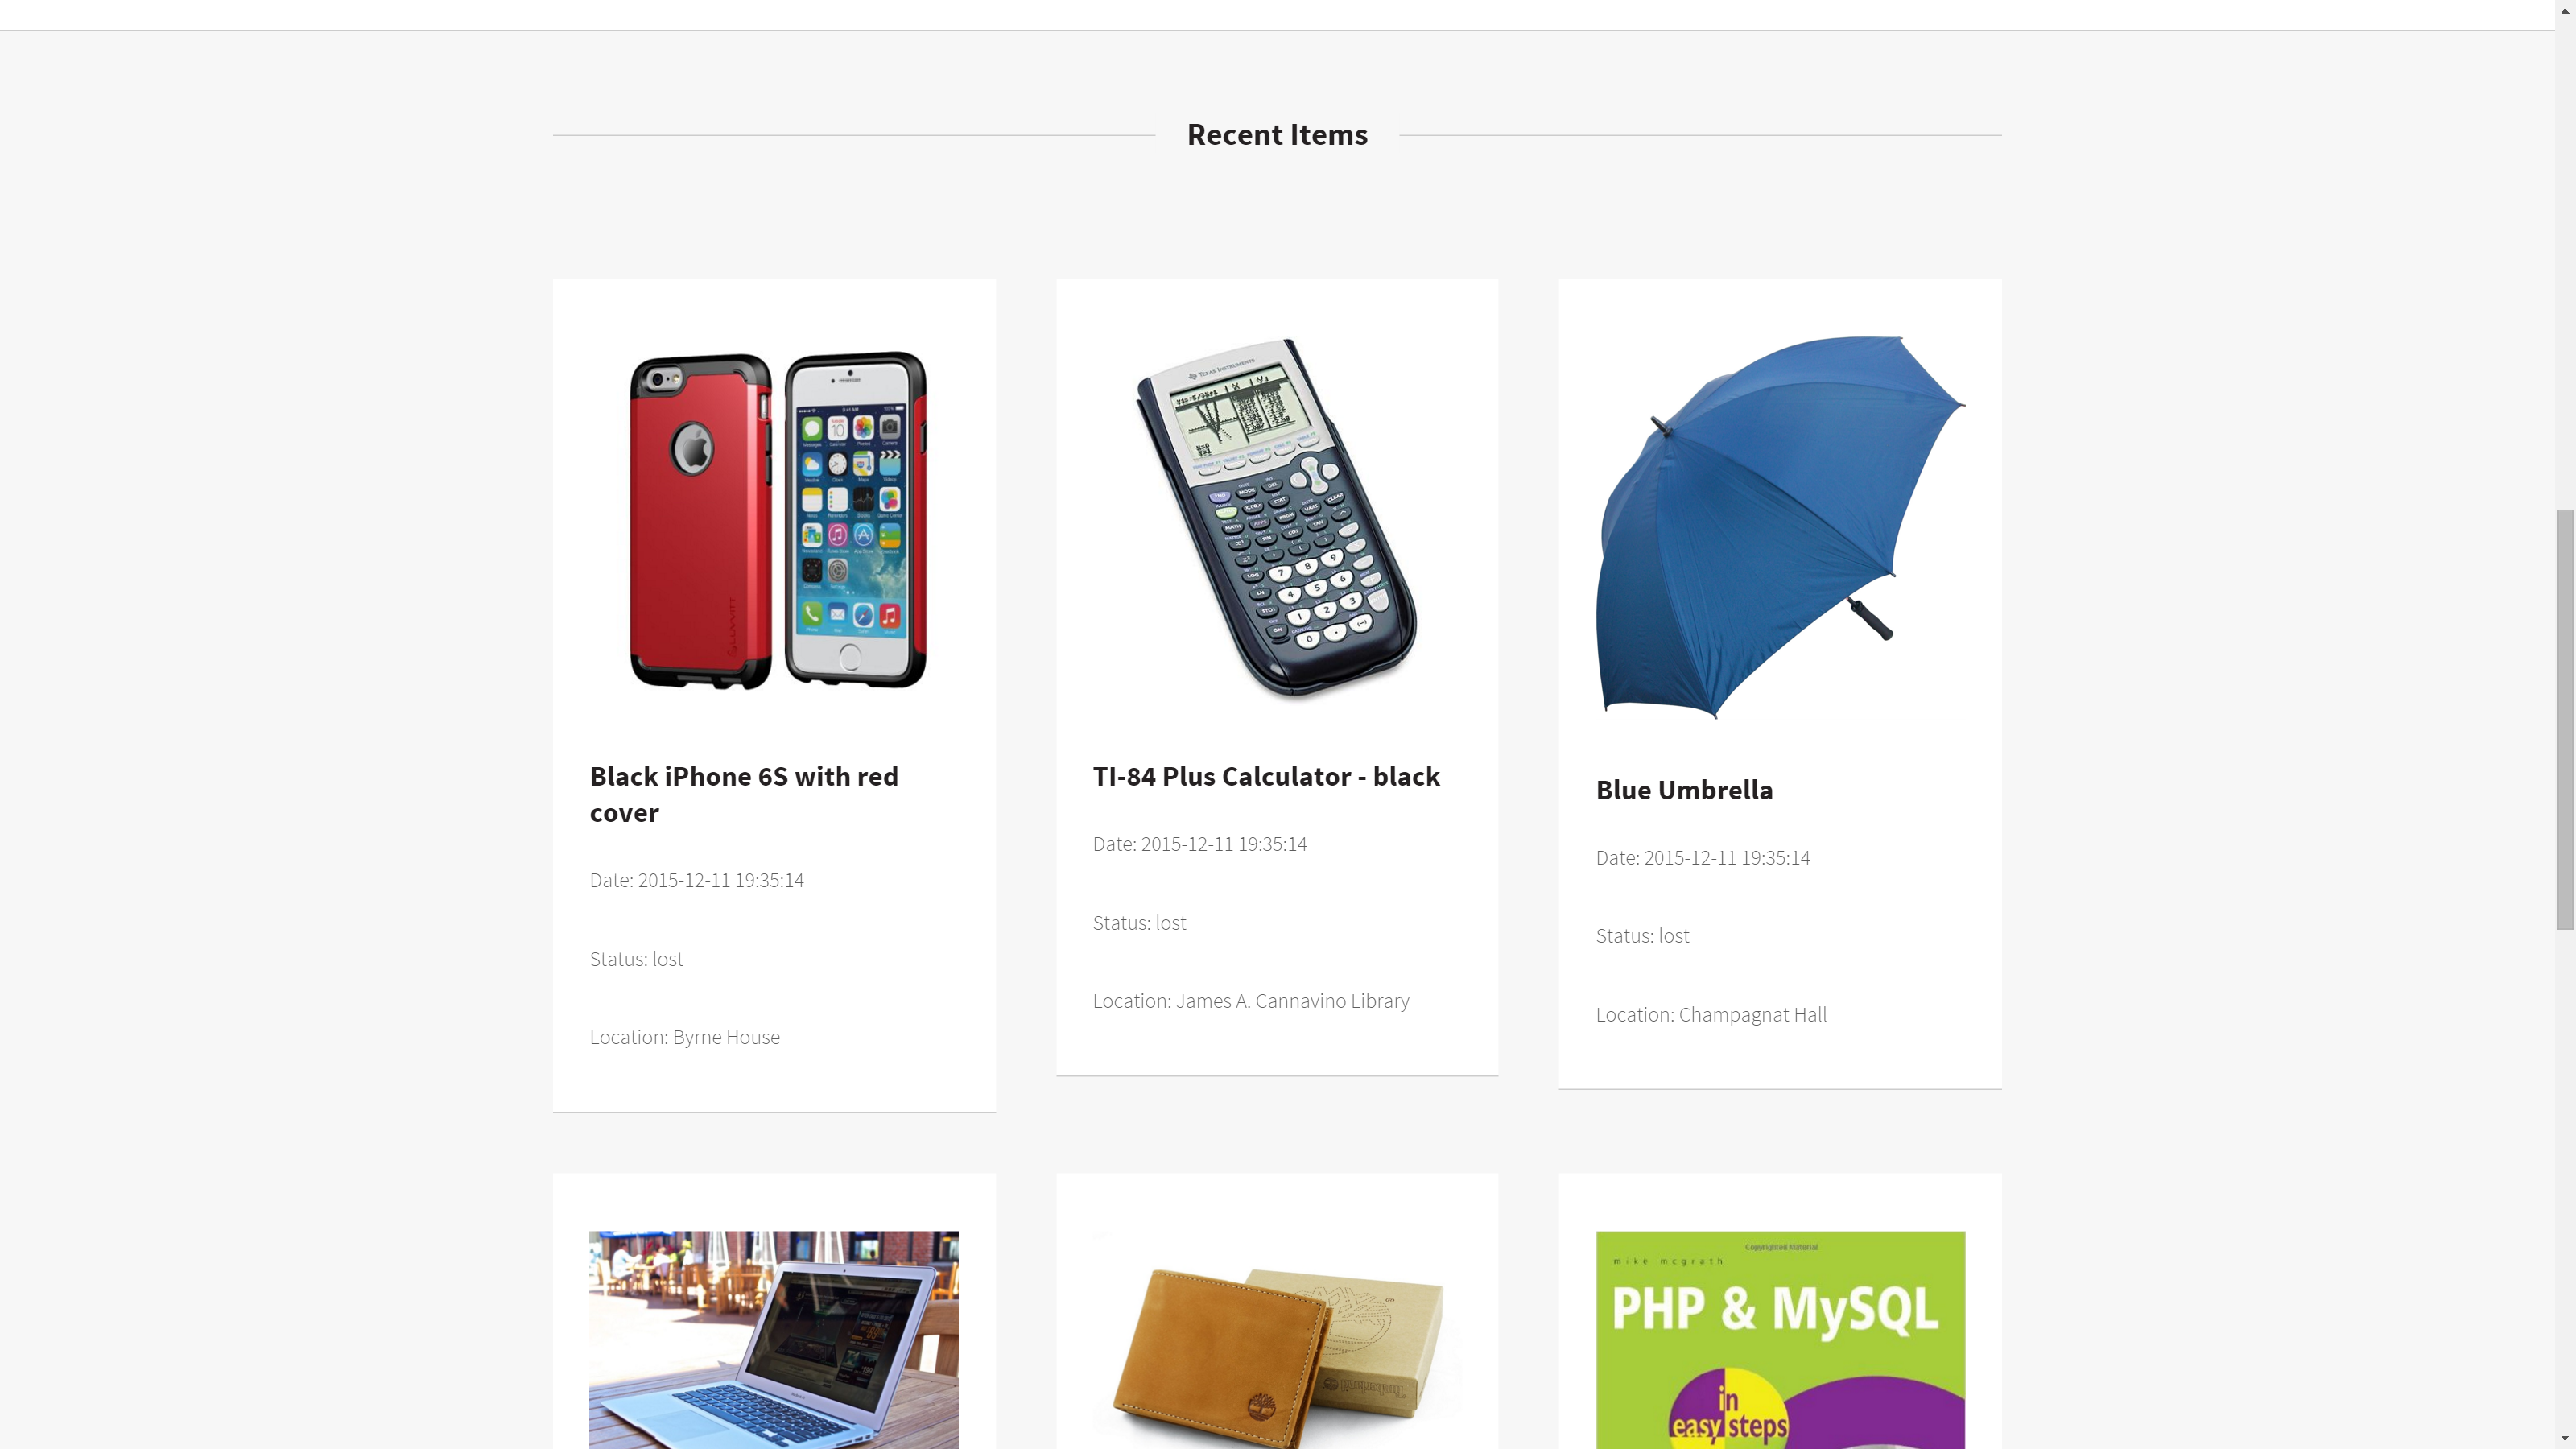 Recent Items
Black iPhone 6S with red
cover
Date: 2015-12-11 19:35:14
Status: lost
Location: Byrne House
TEXAS INSTRUMENTS
TI-84 Plus Calculator - black
Date: 2015-12-11 19:35:14
Status: lost
Location: James A. Cannavino Library
Blue Umbrella
Date: 2015-12-11 19:35:14
Status: lost
Location: Champagnat Hall
Copyrighted Material
mike mcgrath
PHP & MySQL
in
easy steps